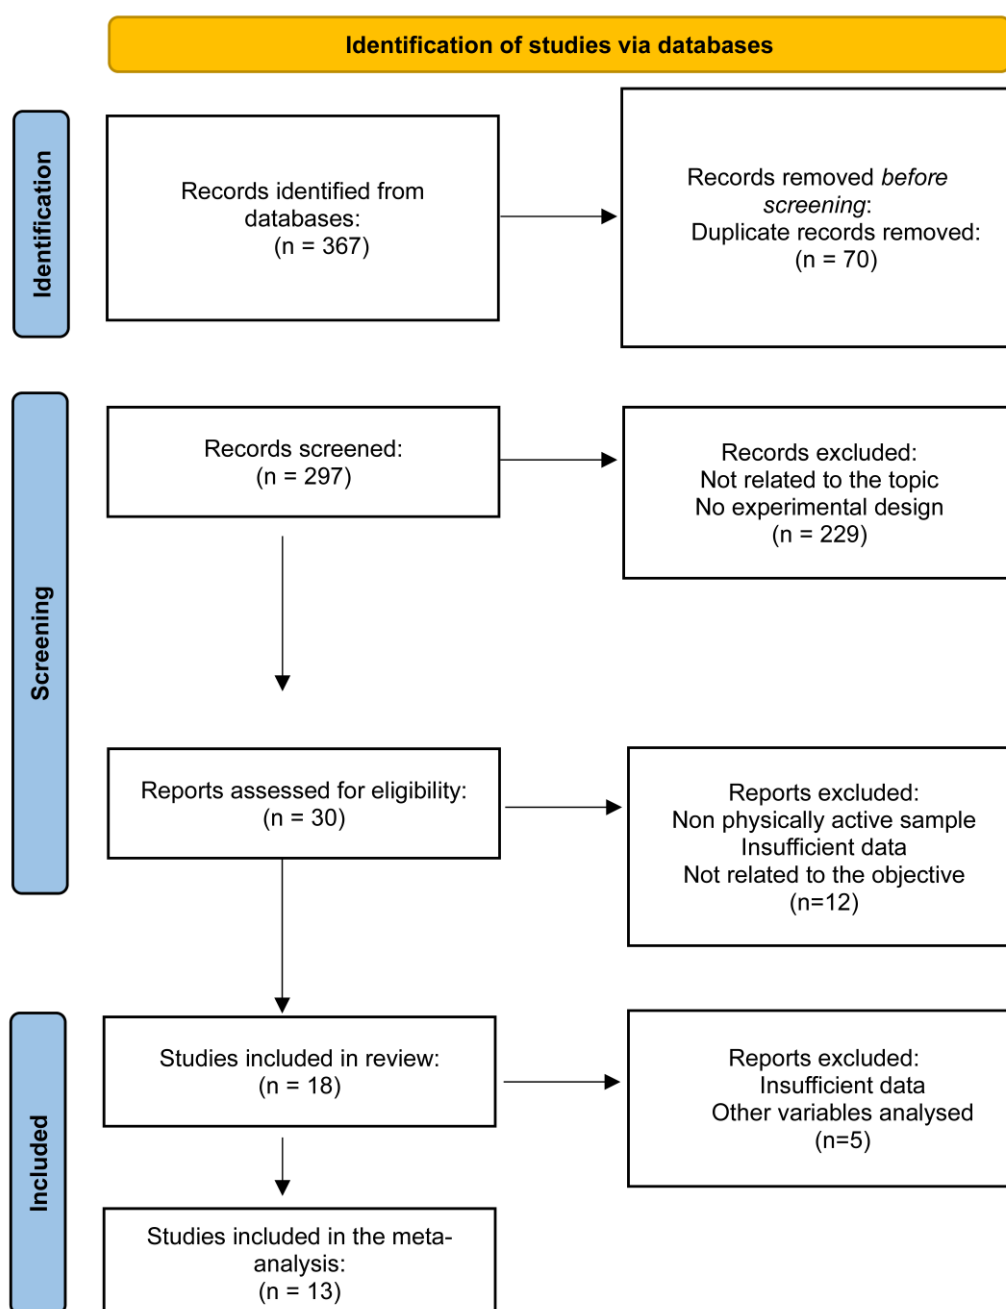 Identification of studies via databases
Identification
Records identified from
databases:
(n = 367)
Records removed before
screening:
Duplicate records removed:
(n = 70)
Screening
Records screened:
(n = 297)
Records excluded:
Not related to the topic
No experimental design
(n = 229)
Reports assessed for eligibility:
(n = 30)
Reports excluded:
Non physically active sample
Insufficient data
Not related to the objective
(n=12)
Included
Studies included in review:
(n = 18)
Reports excluded:
Insufficient data
Other variables analysed
(n=5)
Studies included in the meta-
analysis:
(n = 13)